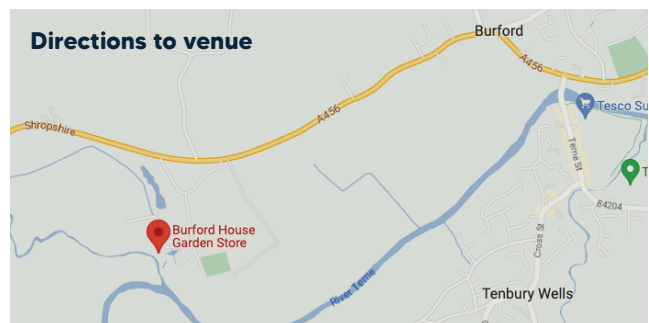 Directions to venue
Burford
A456
Tesco Su
Shropshire
A456
Teme St
T
B4204
Burford House
Garden Store
Cross St
River Teme
Tenbury Wells